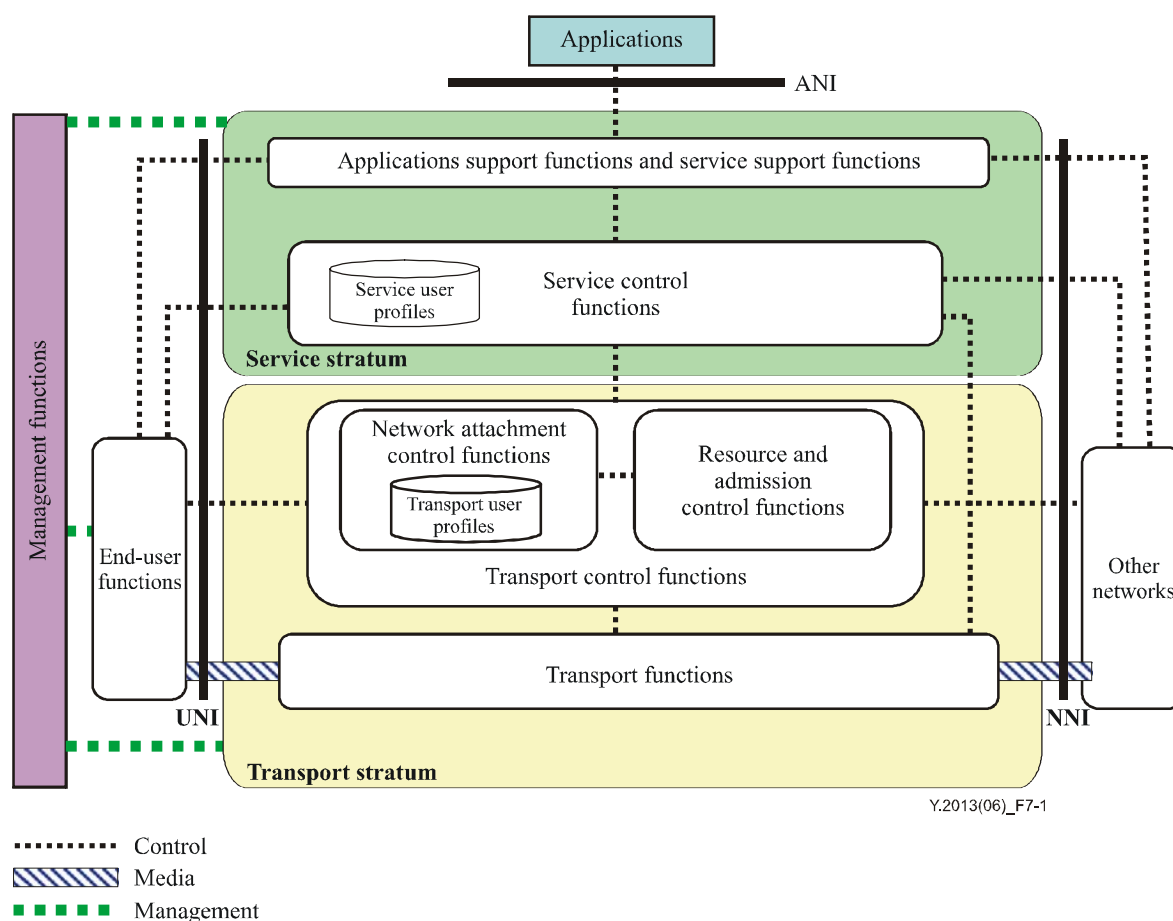 Applications
ANI
Applications support functions and service support functions
Service user
profiles
Service control
functions
Service stratum
Management functions
Network attachment
control functions
Transport user
profiles
Resource and
admission
control functions
Transport control functions
End-user
functions
Other
networks
Transport functions
UNI
NNI
Transport stratum
Y.2013(06)_F7-1
Control
Media
Management